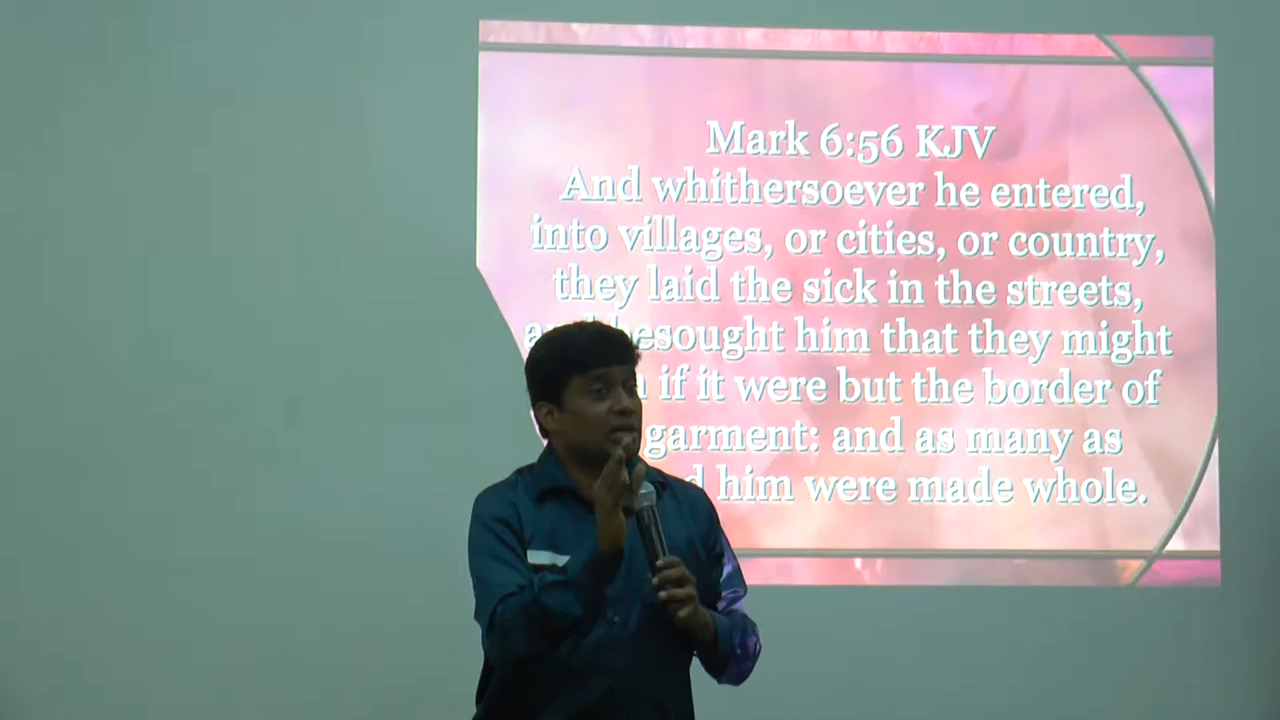 Mark 6:56 KJV
And whithersoever he entered,
into villages, or cities, or country,
they laid the sick in the streets,
besought him that they might
if it were but the border of
garment: and as many as
him were made whole.